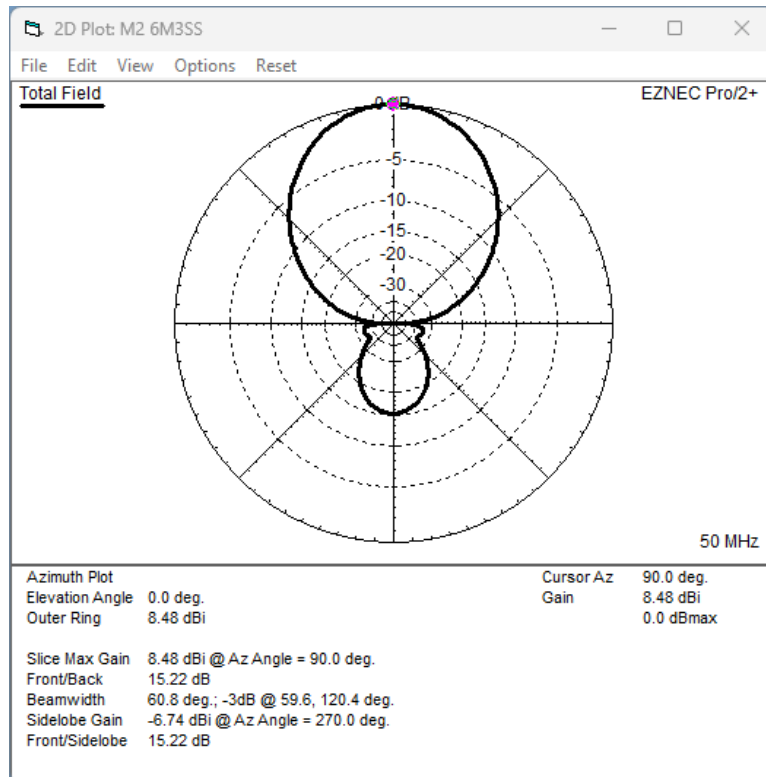 2D Plot: M2 6M3SS
File Edit View Options Reset
Total Field
EZNEC Pro/2+
0 dB
-5
-10
-15
-20
-30
50 MHz
Azimuth Plot Cursor Az 90.0 deg.
Elevation Angle 0.0 deg. Gain 8.48 dBi
Outer Ring 8.48 dBi 0.0 dBmax
Slice Max Gain 8.48 dBi @ Az Angle = 90.0 deg.
Front/Back 15.22 dB
Beamwidth 60.8 deg.; -3dB @ 59.6, 120.4 deg.
Sidelobe Gain -6.74 dBi @ Az Angle = 270.0 deg.
Front/Sidelobe 15.22 dB